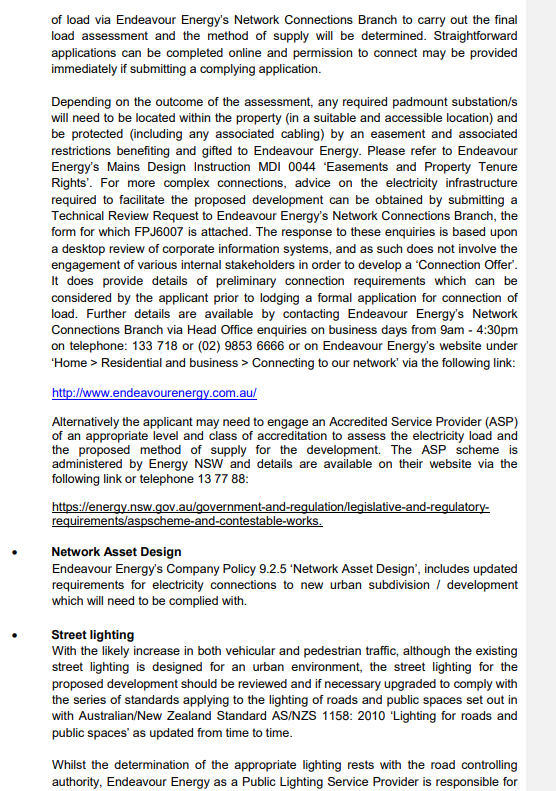 of load via Endeavour Energy's Network Connections Branch to carry out the final
load assessment and the method of supply will be determined. Straightforward
applications can be completed online and permission to connect may be provided
immediately if submitting a complying application.
Depending on the outcome of the assessment, any required padmount substation/s
will need to be located within the property (in a suitable and accessible location) and
be protected (including any associated cabling) by an easement and associated
restrictions benefiting and gifted to Endeavour Energy. Please refer to Endeavour
Energy's Mains Design Instruction MDI 0044 'Easements and Property Tenure
Rights'. For more complex connections, advice on the electricity infrastructure
required to facilitate the proposed development can be obtained by submitting a
Technical Review Request to Endeavour Energy's Network Connections Branch, the
form for which FPJ6007 is attached. The response to these enquiries is based upon
a desktop review of corporate information systems, and as such does not involve the
engagement of various internal stakeholders in order to develop a 'Connection Offer'.
It does provide details of preliminary connection requirements which can be
considered by the applicant prior to lodging a formal application for connection of
load. Further details are available by contacting Endeavour Energy's Network
Connections Branch via Head Office enquiries on business days from 9am - 4:30pm
on telephone: 133 718 or (02) 9853 6666 or on Endeavour Energy's website under
'Home > Residential and business > Connecting to our network' via the following link:
http://www.endeavourenergy.com.au/
Alternatively the applicant may need to engage an Accredited Service Provider (ASP)
of an appropriate level and class of accreditation to assess the electricity load and
the proposed method of supply for the development. The ASP scheme is
administered by Energy NSW and details are available on their website via the
following link or telephone 13 77 88:
https://energy.nsw.gov.au/government-and-regulation/legislative-and-regulatory-
requirements/aspscheme-and-contestable-works.
• Network Asset Design
Endeavour Energy's Company Policy 9.2.5 'Network Asset Design', includes updated
requirements for electricity connections to new urban subdivision / development
which will need to be complied with.
• Street lighting
With the likely increase in both vehicular and pedestrian traffic, although the existing
street lighting is designed for an urban environment, the street lighting for the
proposed development should be reviewed and if necessary upgraded to comply with
the series of standards applying to the lighting of roads and public spaces set out in
with Australian/New Zealand Standard AS/NZS 1158: 2010 'Lighting for roads and
public spaces' as updated from time to time.
Whilst the determination of the appropriate lighting rests with the road controlling
authority, Endeavour Energy as a Public Lighting Service Provider is responsible for